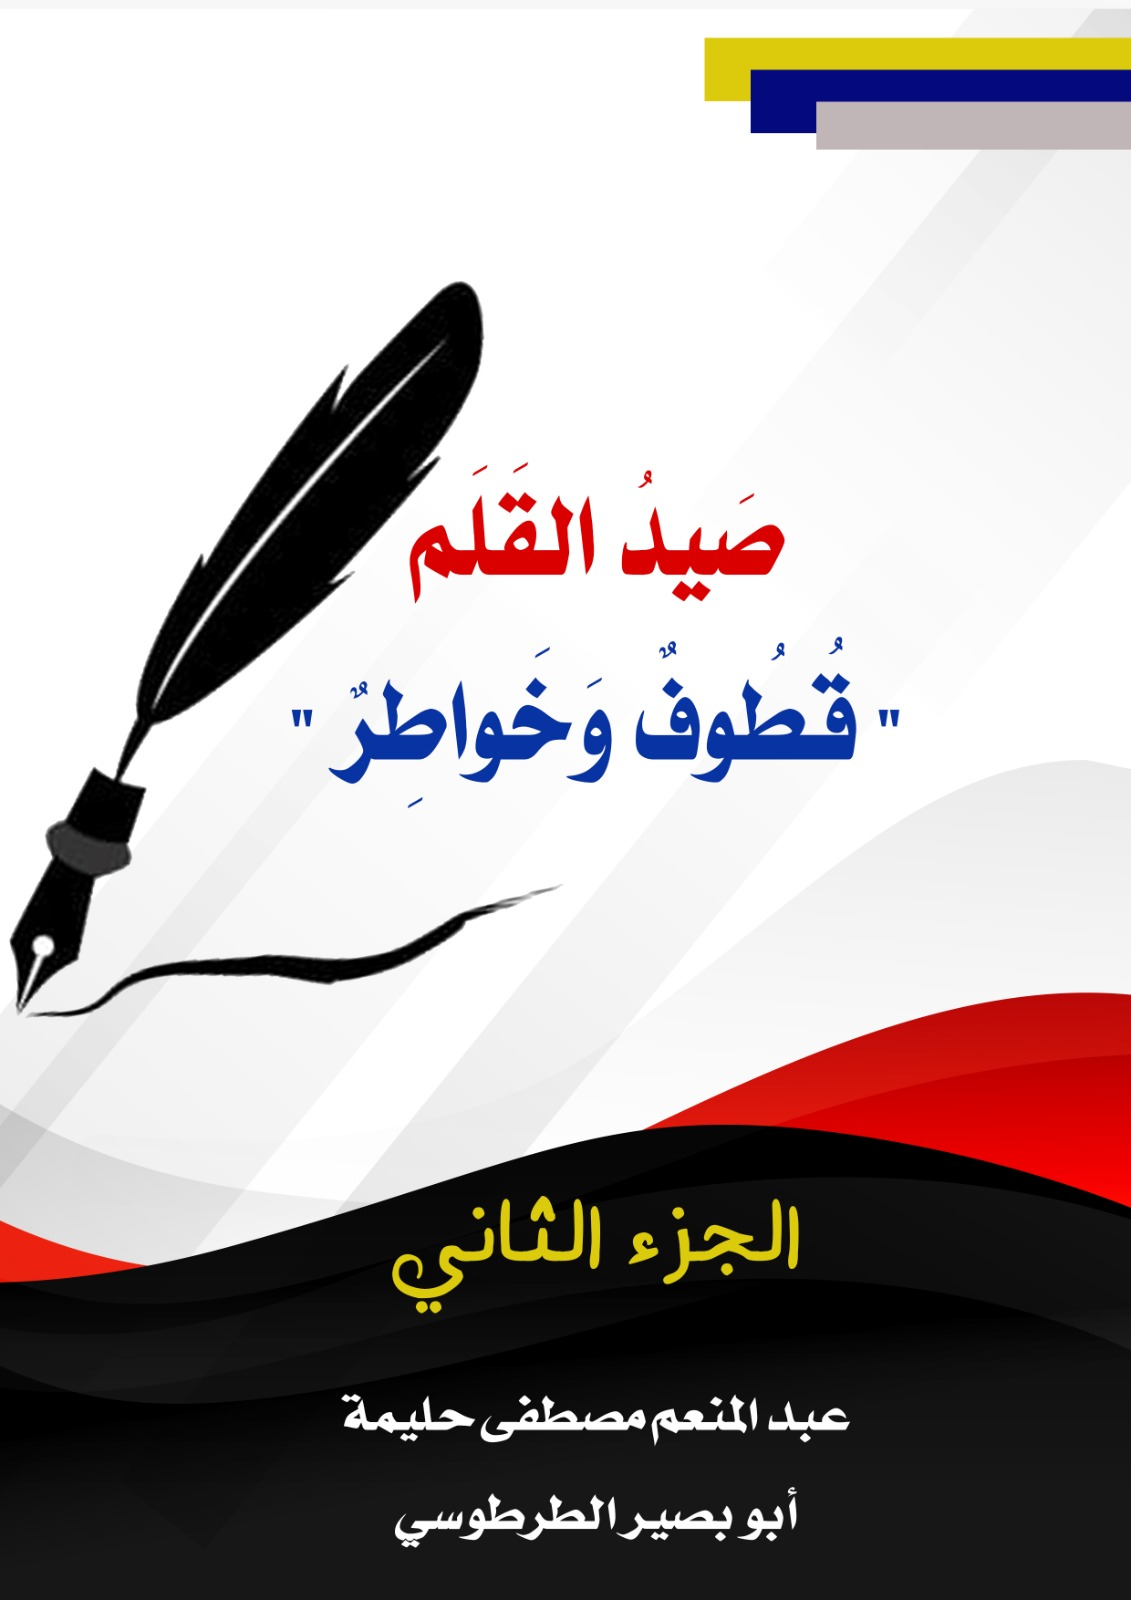 صَيدُ القَلَم
" قُطُوفٌ وَخَواطِرٌ "
الجزء الثاني
عبد المنعم مصطفى حليمة
أبو بصير الطرطوسي